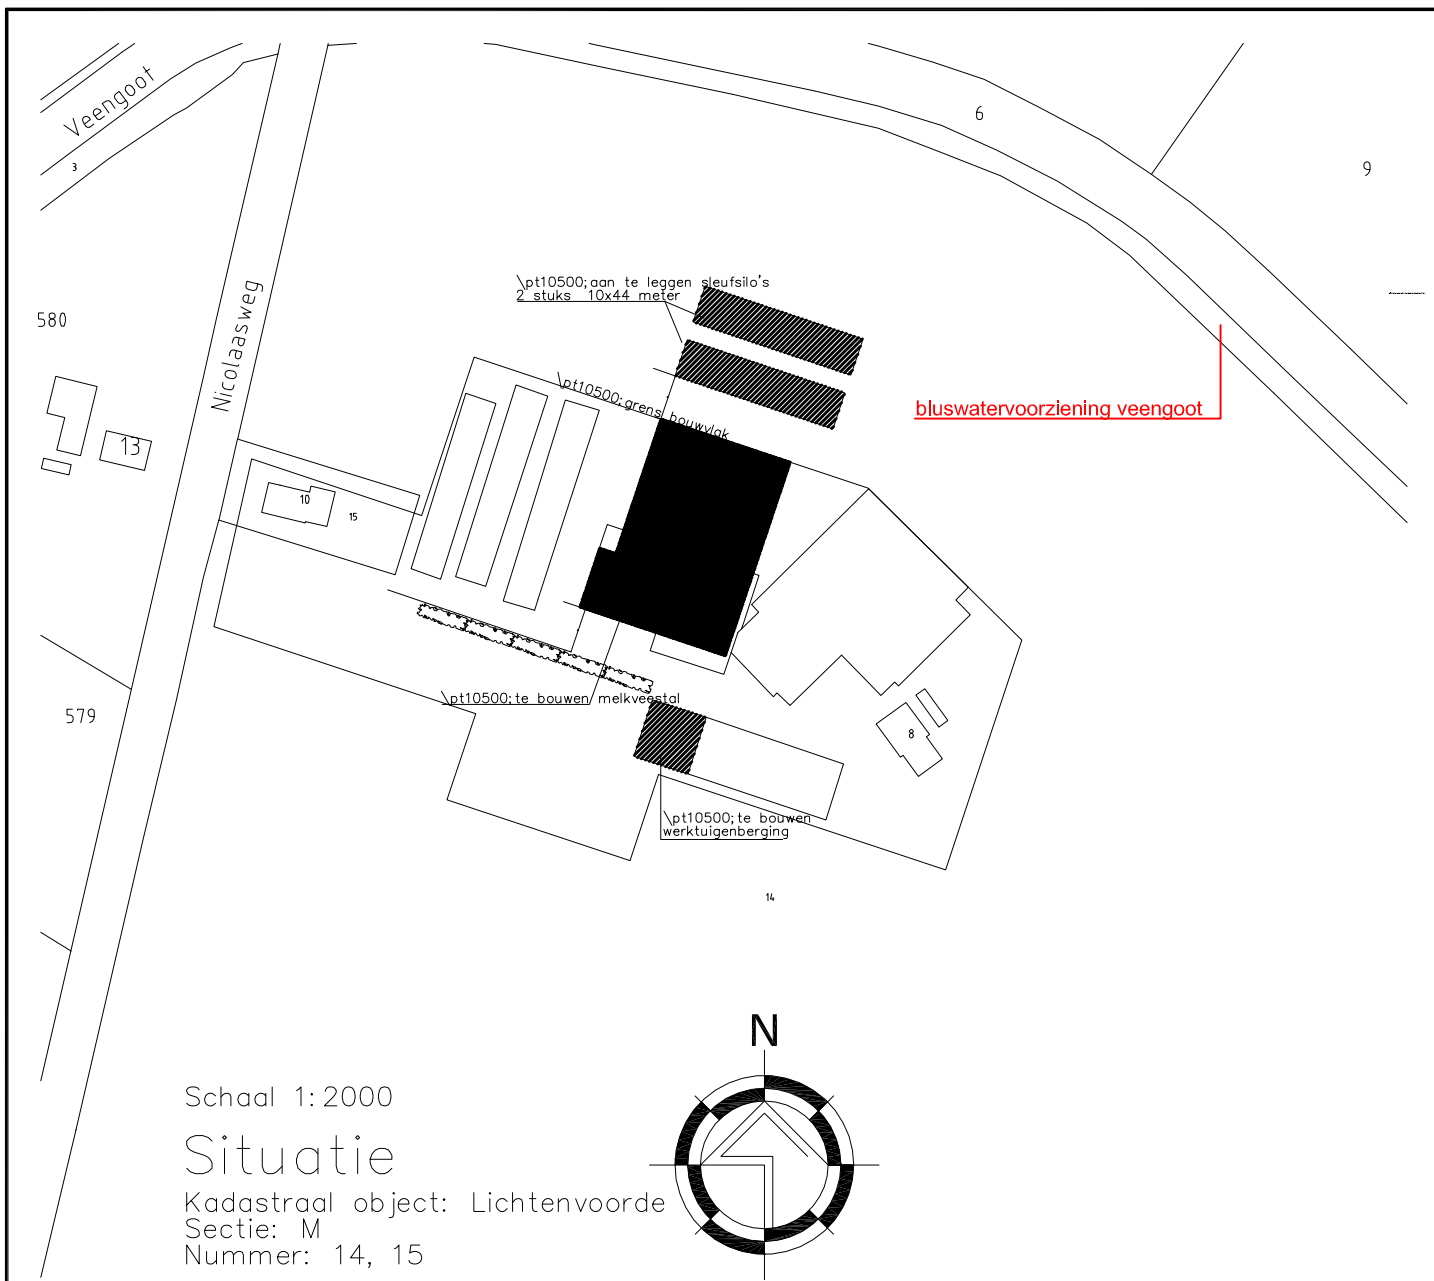 Veengoot
3
6
9
\pt10500;aan te leggen sleufsilo's
2 stuks 10x44 meter
580
Nicolaasweg
\pt10500;grens bouwvlak
bluswatervoorziening veengoot
13
10
15
\pt10500;te bouwen melkveestal
579
8
\pt10500;te bouwen
werktuigenberging
14
N
Schaal 1:2000
Situatie
Kadastraal object: Lichtenvoorde
Sectie: M
Nummer: 14, 15